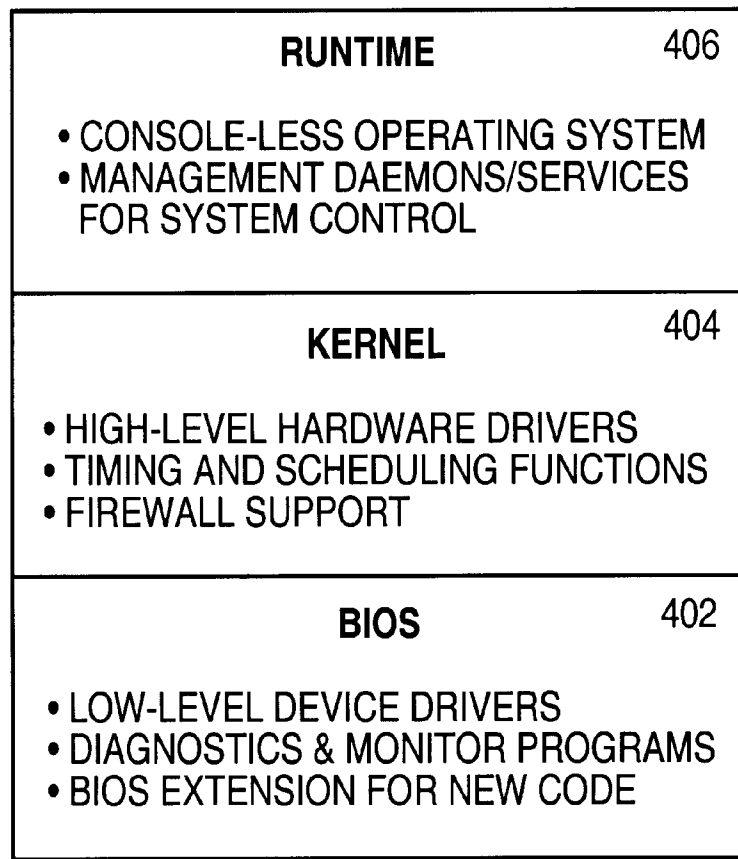 RUNTIME 406
• CONSOLE-LESS OPERATING SYSTEM
• MANAGEMENT DAEMONS/SERVICES
FOR SYSTEM CONTROL
KERNEL 404
• HIGH-LEVEL HARDWARE DRIVERS
• TIMING AND SCHEDULING FUNCTIONS
• FIREWALL SUPPORT
BIOS 402
• LOW-LEVEL DEVICE DRIVERS
• DIAGNOSTICS & MONITOR PROGRAMS
• BIOS EXTENSION FOR NEW CODE